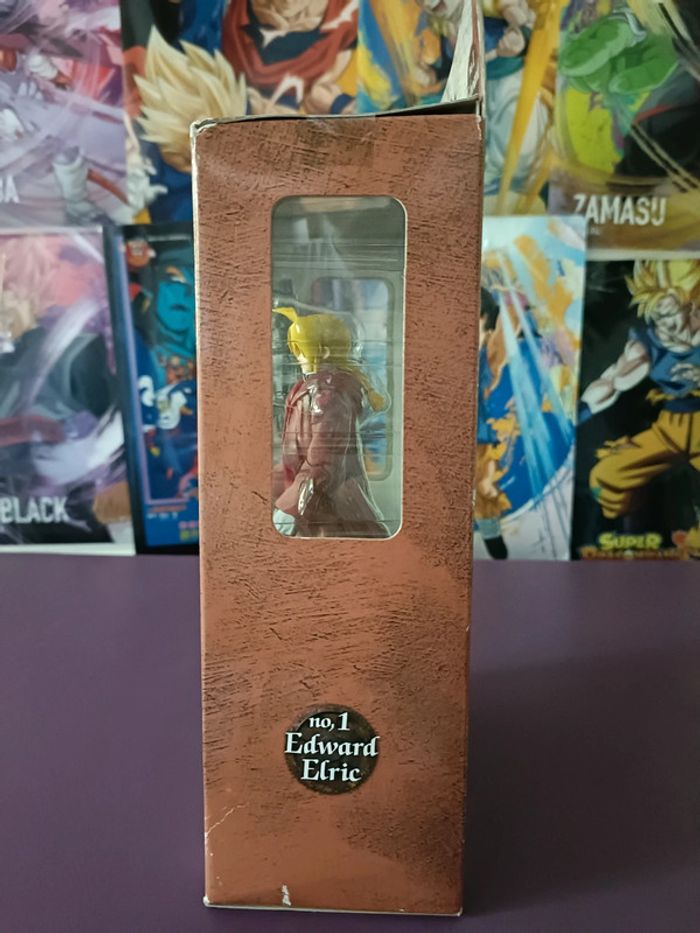 ZAMASU
BLACK
SUPER
no,1
Edward
Elric